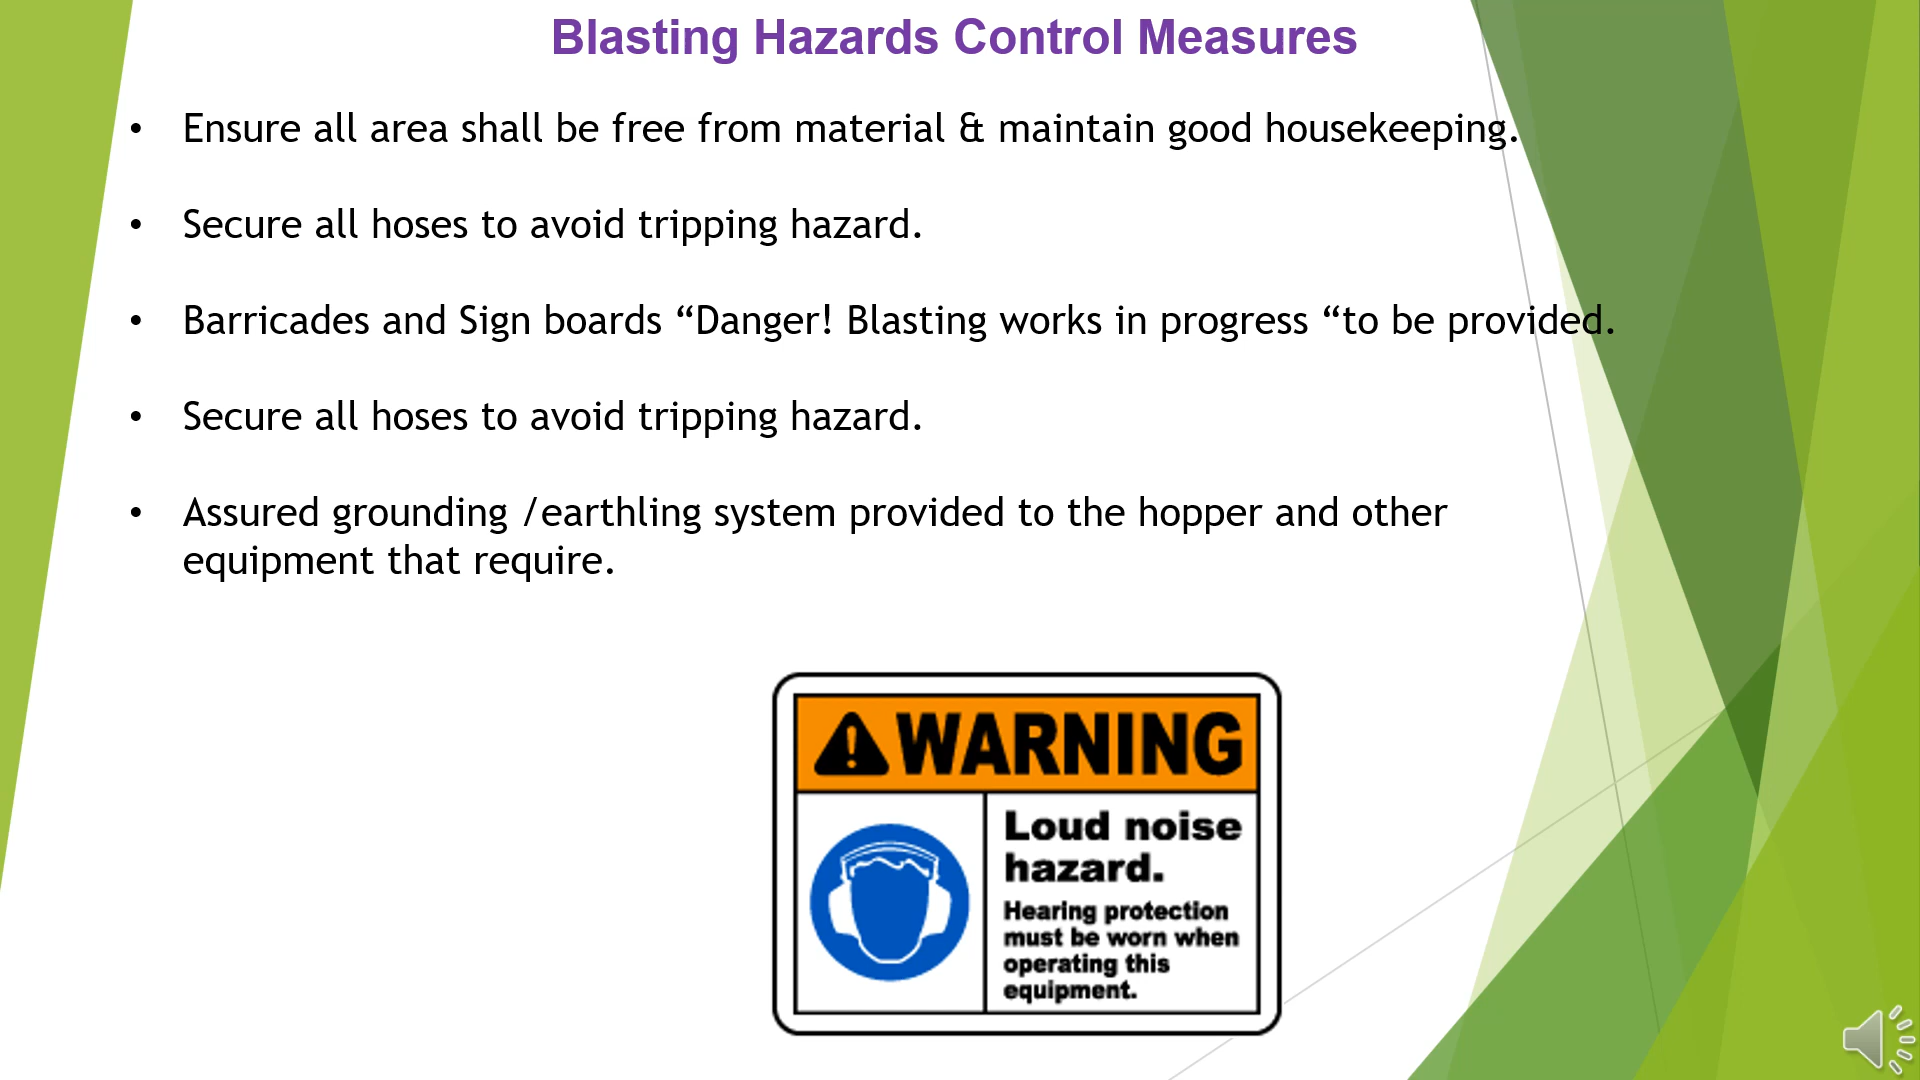 Blasting Hazards Control Measures
• Ensure all area shall be free from material & maintain good housekeeping.
• Secure all hoses to avoid tripping hazard.
• Barricades and Sign boards “Danger! Blasting works in progress “to be provided.
• Secure all hoses to avoid tripping hazard.
• Assured grounding /earthling system provided to the hopper and other
equipment that require.
WARNING
Loud noise
hazard.
Hearing protection
must be worn when
operating this
equipment.